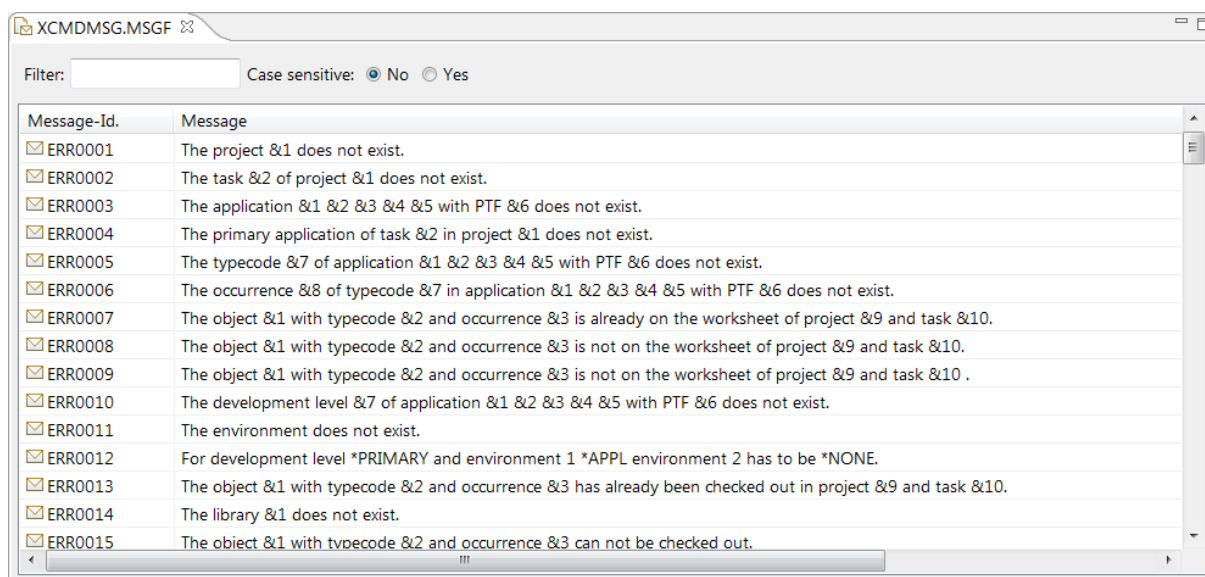 XCMDMSG.MSGF
Filter: Case sensitive: No Yes
Message-Id. Message
ERR0001 The project &1 does not exist.
ERR0002 The task &2 of project &1 does not exist.
ERR0003 The application &1 &2 &3 &4 &5 with PTF &6 does not exist.
ERR0004 The primary application of task &2 in project &1 does not exist.
ERR0005 The typecode &7 of application &1 &2 &3 &4 &5 with PTF &6 does not exist.
ERR0006 The occurrence &8 of typecode &7 in application &1 &2 &3 &4 &5 with PTF &6 does not exist.
ERR0007 The object &1 with typecode &2 and occurrence &3 is already on the worksheet of project &9 and task &10.
ERR0008 The object &1 with typecode &2 and occurrence &3 is not on the worksheet of project &9 and task &10.
ERR0009 The object &1 with typecode &2 and occurrence &3 is not on the worksheet of project &9 and task &10 .
ERR0010 The development level &7 of application &1 &2 &3 &4 &5 with PTF &6 does not exist.
ERR0011 The environment does not exist.
ERR0012 For development level *PRIMARY and environment 1 *APPL environment 2 has to be *NONE.
ERR0013 The object &1 with typecode &2 and occurrence &3 has already been checked out in project &9 and task &10.
ERR0014 The library &1 does not exist.
ERR0015 The object &1 with typecode &2 and occurrence &3 can not be checked out.